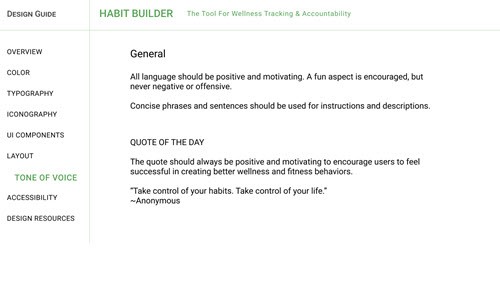 DESIGN GUIDE
HABIT BUILDER
The Tool For Wellness Tracking & Accountability
OVERVIEW
COLOR
TYPOGRAPHY
ICONOGRAPHY
UI COMPONENTS
LAYOUT
TONE OF VOICE
ACCESSIBILITY
DESIGN RESOURCES
General
All language should be positive and motivating. A fun aspect is encouraged, but
never negative or offensive.
Concise phrases and sentences should be used for instructions and descriptions.
QUOTE OF THE DAY
The quote should always be positive and motivating to encourage users to feel
successful in creating better wellness and fitness behaviors.
“Take control of your habits. Take control of your life.”
~Anonymous